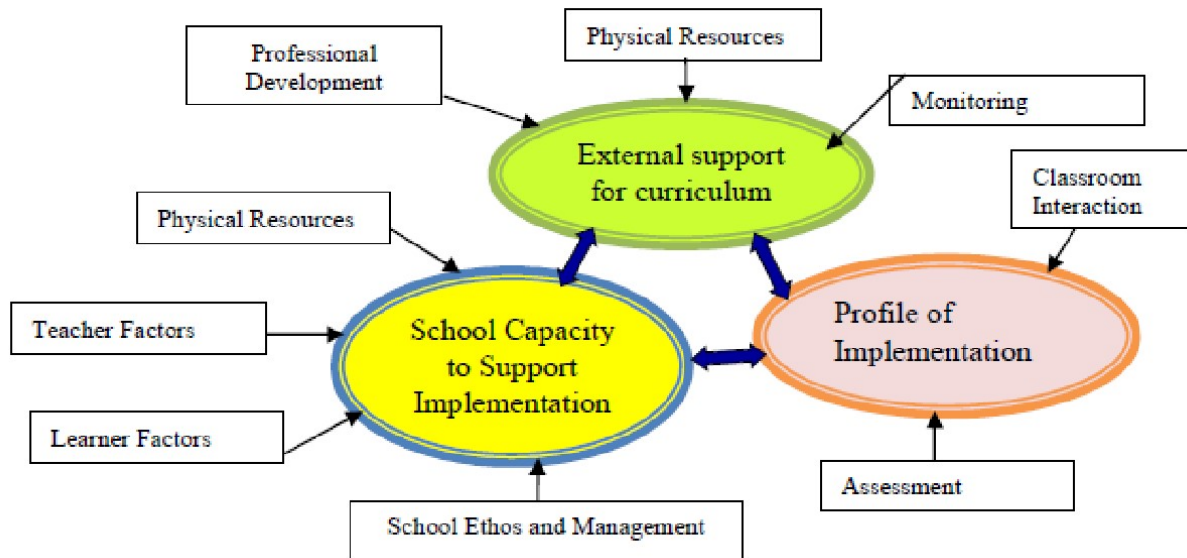 Physical Resources
Professional
Development
Monitoring
External support
for curriculum
Classroom
Interaction
Physical Resources
Teacher Factors
School Capacity
to Support
Implementation
Profile of
Implementation
Learner Factors
Assessment
School Ethos and Management